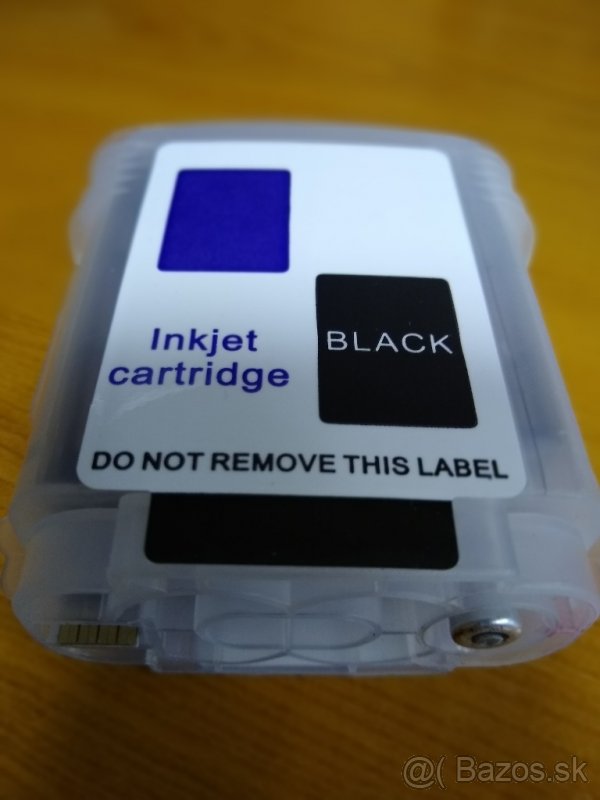 Inkjet
cartridge
BLACK
DO NOT REMOVE THIS LABEL
@( Bazos.sk